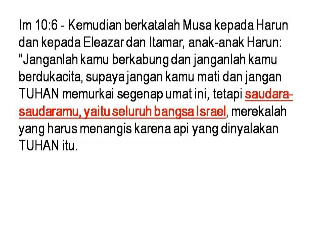 Im 10:6 - Kemudian berkatalah Musa kepada Harun
dan kepada Eleazar dan Itamar, anak-anak Harun:
"Janganlah kamu berkabung dan janganlah kamu
berdukacita, supaya jangan kamu mati dan jangan
TUHAN memurkai segenap umat ini, tetapi saudara-
saudaramu, yaitu seluruh bangsa Israel, merekalah
yang harus menangis karena api yang dinyalakan
TUHAN itu.